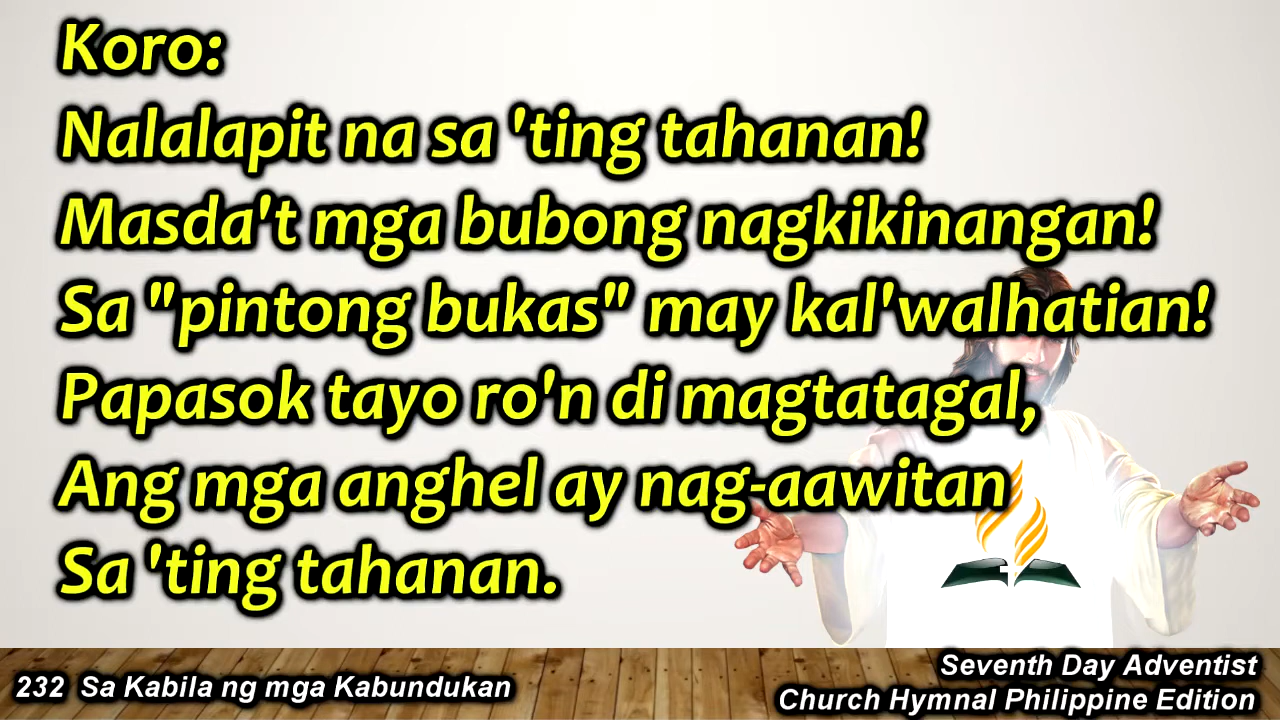 Koro:
Nalalapit na sa 'ting tahanan!
Masda't mga bubong nagkikinangan!
Sa "pintong bukas" may kal'walhatian!
Papasok tayo ro'n di magtatagal,
Ang mga anghel ay nag-aawitan
Sa 'ting tahanan.
232 Sa Kabila ng mga Kabundukan
Seventh Day Adventist
Church Hymnal Philippine Edition